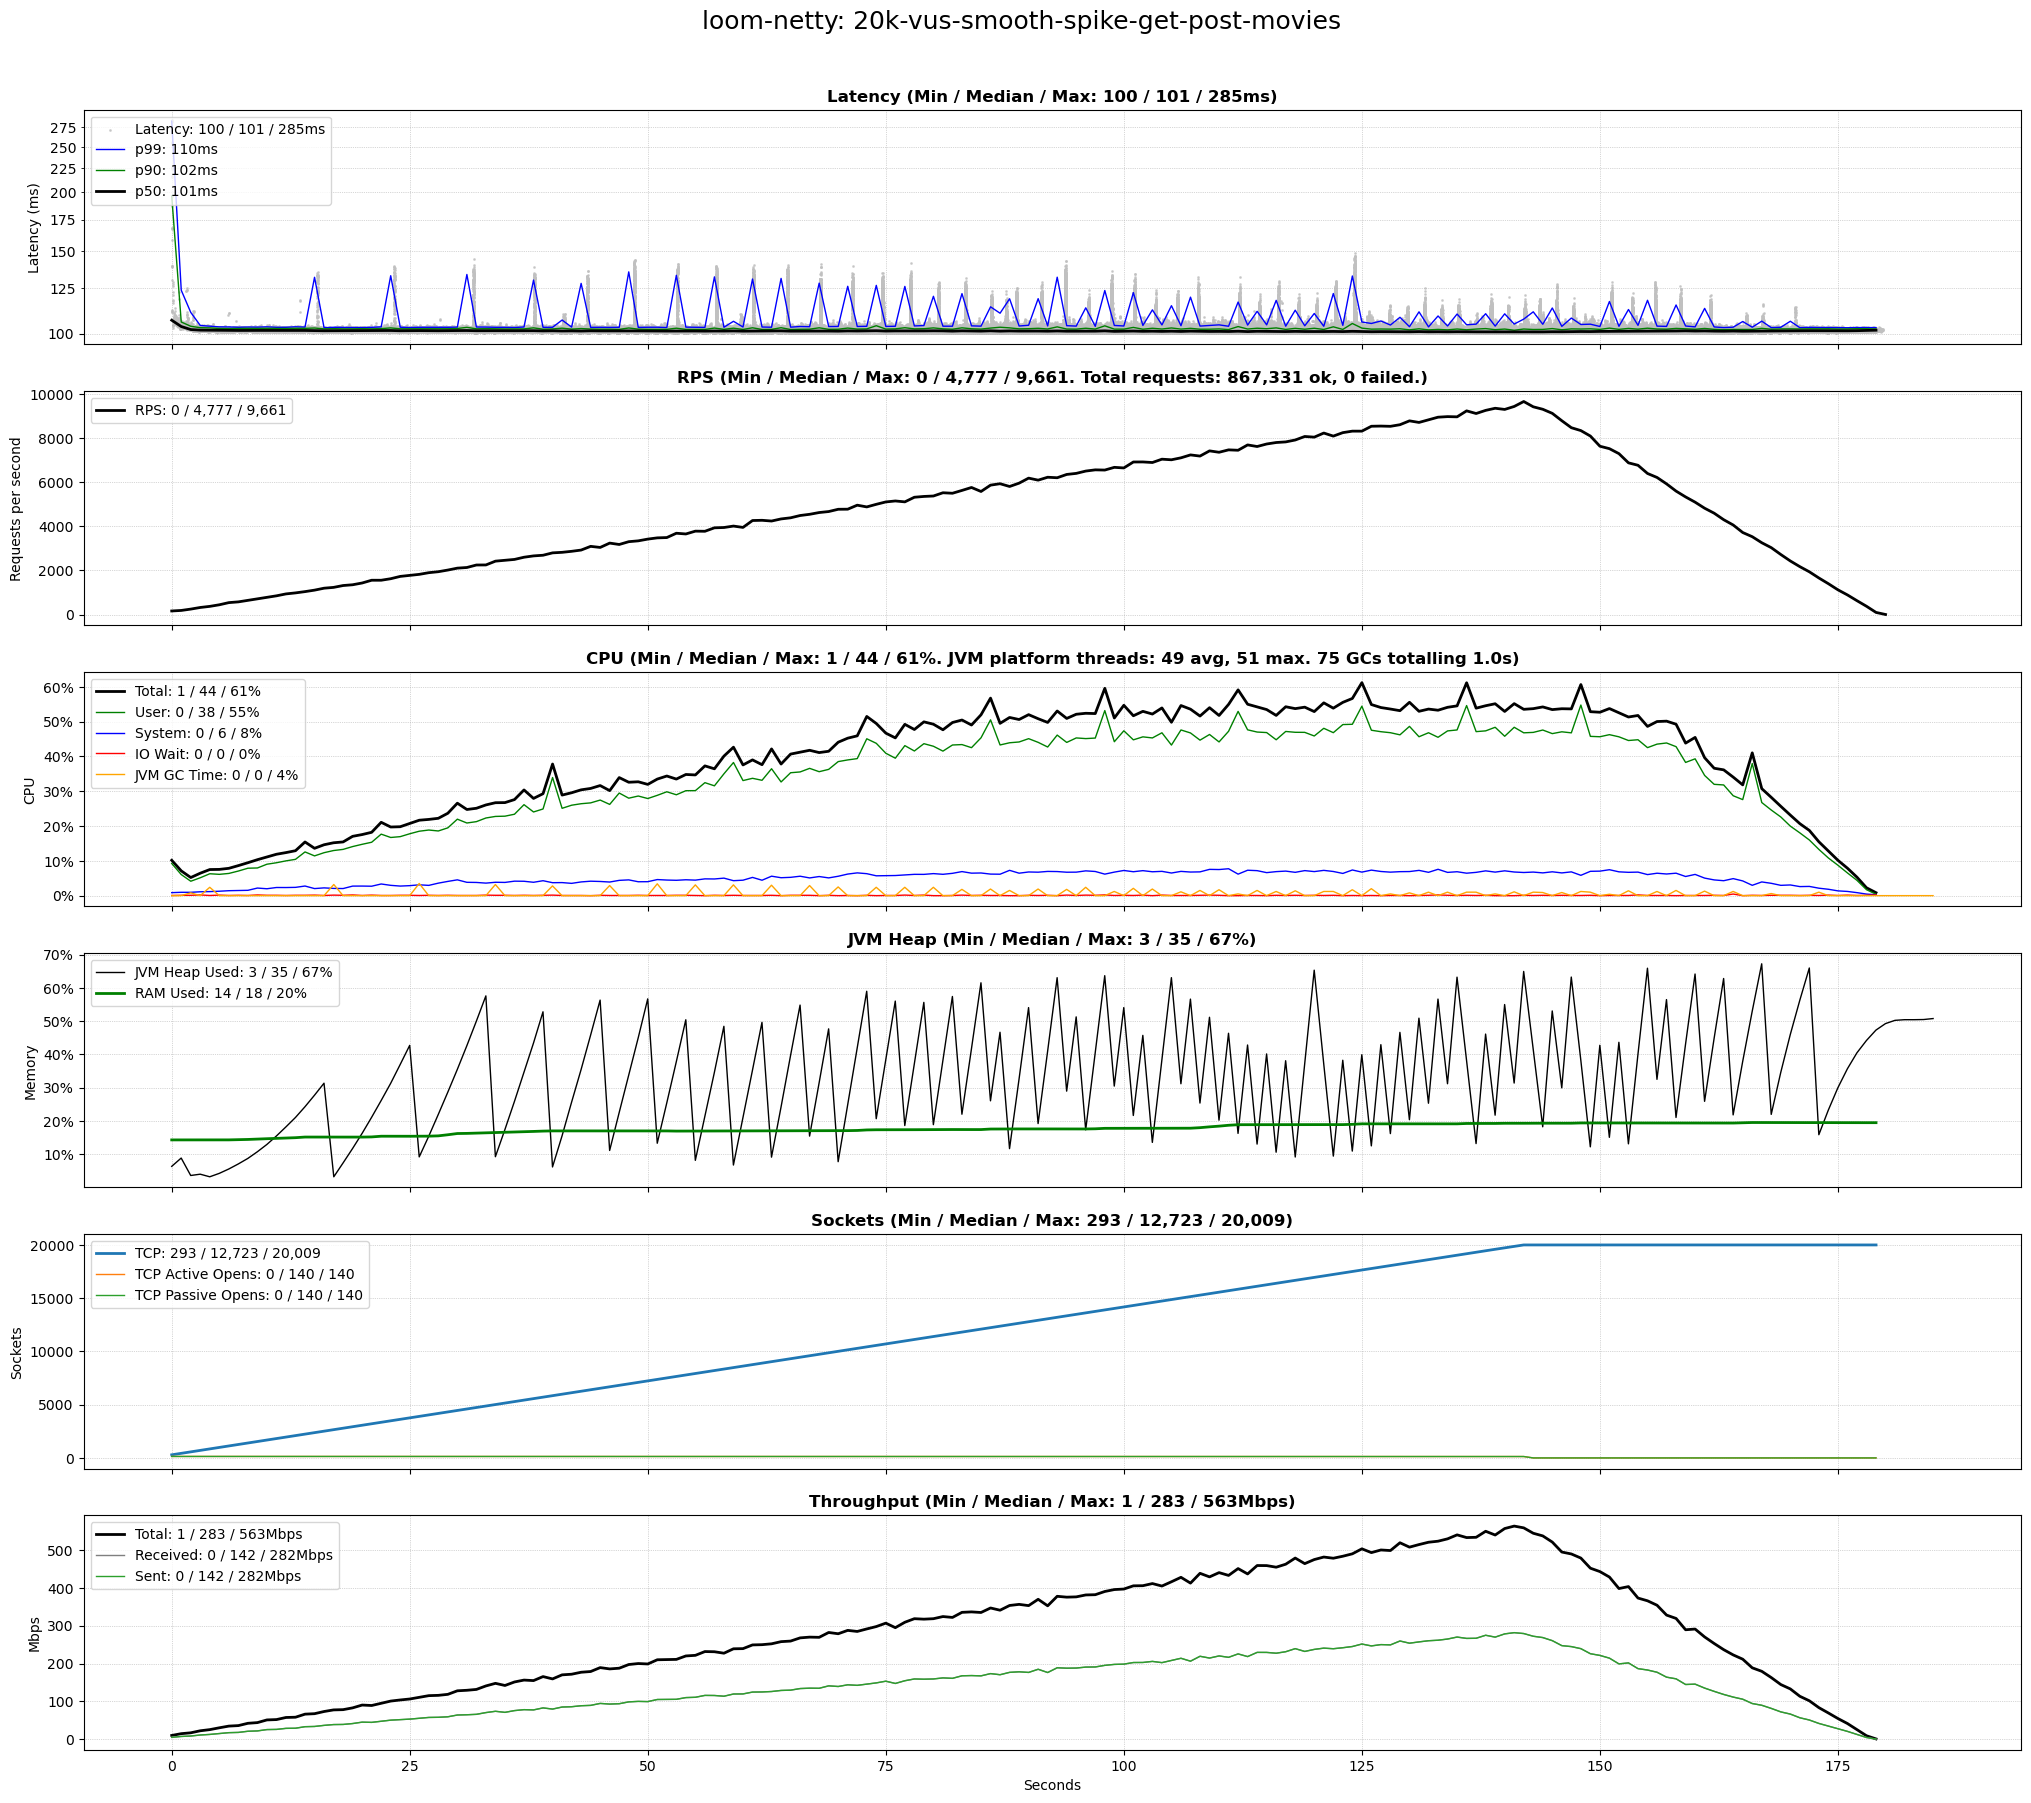 loom-netty: 20k-vus-smooth-spike-get-post-movies
Latency (Min / Median / Max: 100 / 101 / 285ms)
Latency: 100 / 101 / 285ms
p99: 110ms
p90: 102ms
p50: 101ms
Latency (ms)
275
250
225
200
175
150
125
100
RPS (Min / Median / Max: 0 / 4,777 / 9,661. Total requests: 867,331 ok, 0 failed.)
RPS: 0 / 4,777 / 9,661
Requests per second
10000
8000
6000
4000
2000
0
CPU (Min / Median / Max: 1 / 44 / 61%. JVM platform threads: 49 avg, 51 max. 75 GCs totalling 1.0s)
Total: 1 / 44 / 61%
User: 0 / 38 / 55%
System: 0 / 6 / 8%
IO Wait: 0 / 0 / 0%
JVM GC Time: 0 / 0 / 4%
CPU
60%
50%
40%
30%
20%
10%
0%
JVM Heap (Min / Median / Max: 3 / 35 / 67%)
JVM Heap Used: 3 / 35 / 67%
RAM Used: 14 / 18 / 20%
Memory
70%
60%
50%
40%
30%
20%
10%
Sockets (Min / Median / Max: 293 / 12,723 / 20,009)
TCP: 293 / 12,723 / 20,009
TCP Active Opens: 0 / 140 / 140
TCP Passive Opens: 0 / 140 / 140
Sockets
20000
15000
10000
5000
0
Throughput (Min / Median / Max: 1 / 283 / 563Mbps)
Total: 1 / 283 / 563Mbps
Received: 0 / 142 / 282Mbps
Sent: 0 / 142 / 282Mbps
Mbps
500
400
300
200
100
0
0 25 50 75 100 125 150 175
Seconds